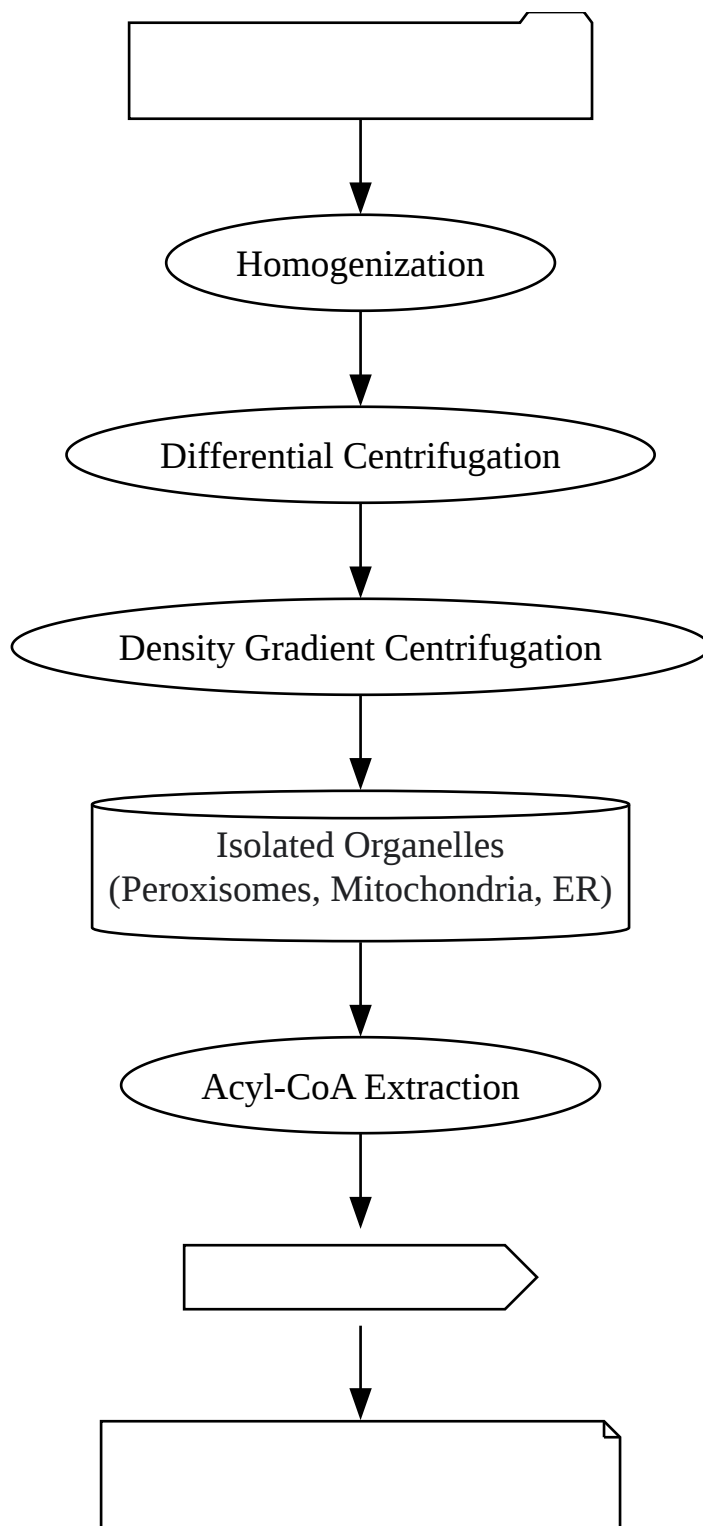 Homogenization
Differential Centrifugation
Density Gradient Centrifugation
Isolated Organelles
(Peroxisomes, Mitochondria, ER)
Acyl-CoA Extraction